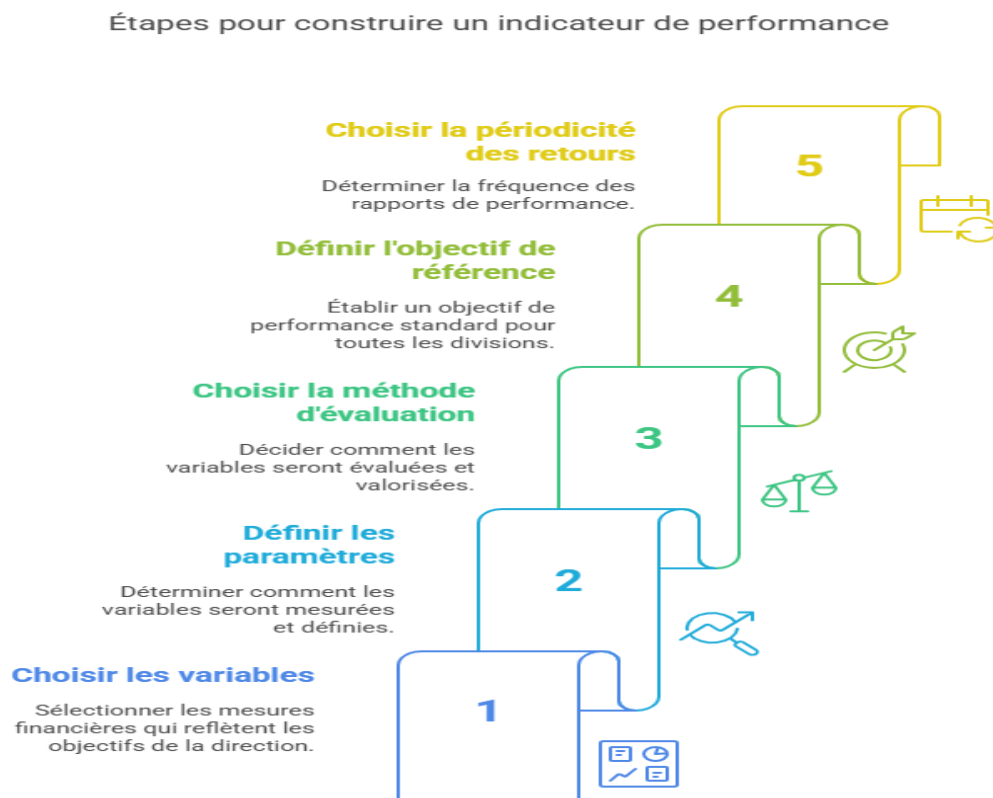 Étapes pour construire un indicateur de performance
Choisir la périodicité
des retours
5
Déterminer la fréquence des
rapports de performance.
Définir l'objectif de
référence
4
Établir un objectif de
performance standard pour
toutes les divisions.
Choisir la méthode
d'évaluation
3
Décider comment les
variables seront évaluées et
valorisées.
Définir les
paramètres
2
Déterminer comment les
variables seront mesurées
et définies.
Choisir les variables
1
Sélectionner les mesures
financières qui reflètent les
objectifs de la direction.